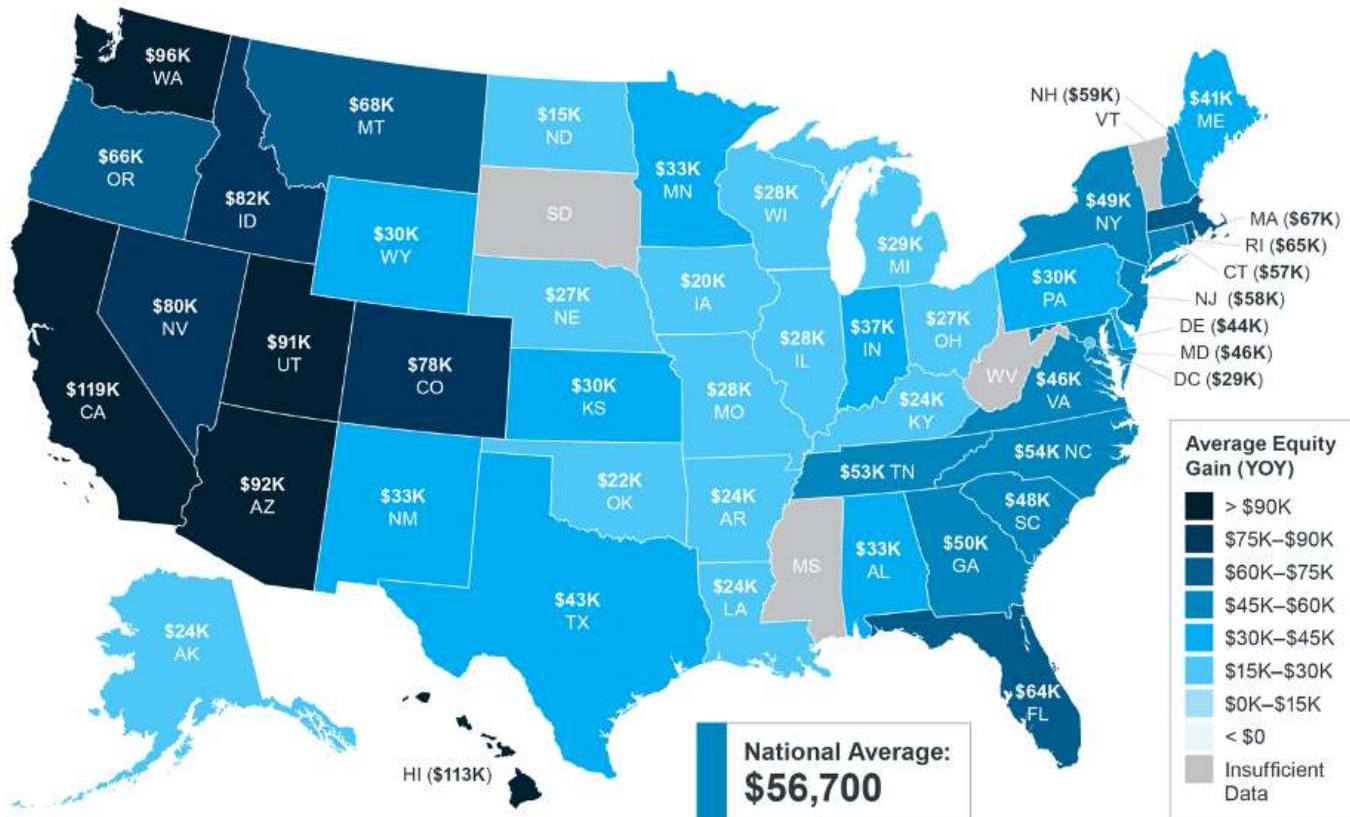 $96K
WA
$68K
MT
$15K
ND
$33K
MN
NH ($59K)
VT
$41K
ME
$66K
OR
$82K
ID
SD
$28K
WI
$49K
NY
$30K
WY
$29K
MI
MA ($67K)
RI ($65K)
CT ($57K)
NJ ($58K)
DE ($44K)
MD ($46K)
DC ($29K)
$80K
NV
$27K
NE
$20K
IA
$30K
PA
$91K
UT
$78K
CO
$28K
IL
$37K
IN
$27K
OH
$119K
CA
$30K
KS
$28K
MO
WV
$46K
VA
$24K
KY
$92K
AZ
$33K
NM
$22K
OK
$24K
AR
$53K TN
$54K NC
$48K
SC
MS
$33K
AL
$50K
GA
$43K
TX
$24K
LA
$64K
FL
$24K
AK
HI ($113K)
National Average:
$56,700
Average Equity
Gain (YOY)
> $90K
$75K–$90K
$60K–$75K
$45K–$60K
$30K–$45K
$15K–$30K
$0K–$15K
< $0
Insufficient
Data